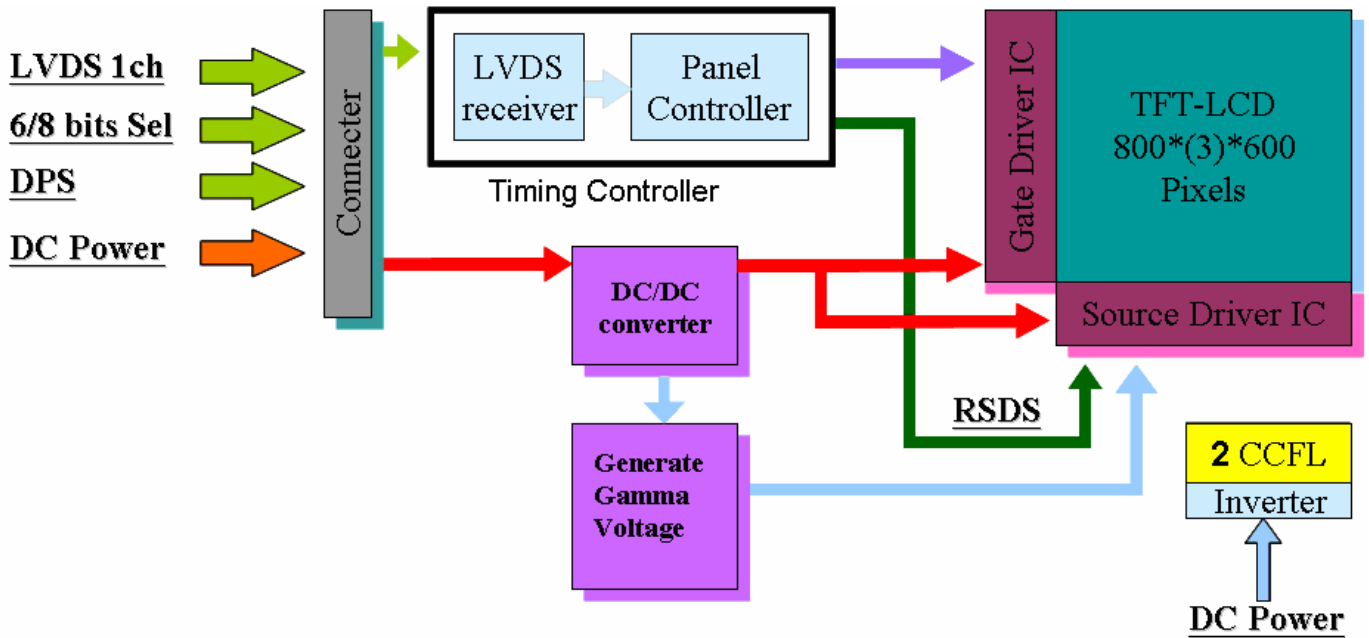 LVDS 1ch
6/8 bits Sel
DPS
DC Power
Connecter
LVDS
receiver
Panel
Controller
Timing Controller
Gate Driver IC
TFT-LCD
800*(3)*600
Pixels
Source Driver IC
DC/DC
converter
RSDS
Generate
Gamma
Voltage
2 CCFL
Inverter
DC Power